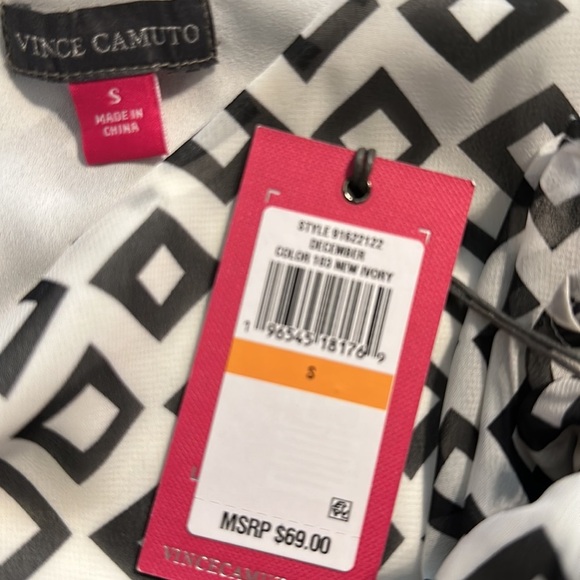 VINCE CAMUTO
S
MADE IN
CHINA
STYLE 91622122
DECEMBER
COLOR 103 NEW IVORY
1 96545 18176 9
S
MSRP $69.00
VINCECAMUTO